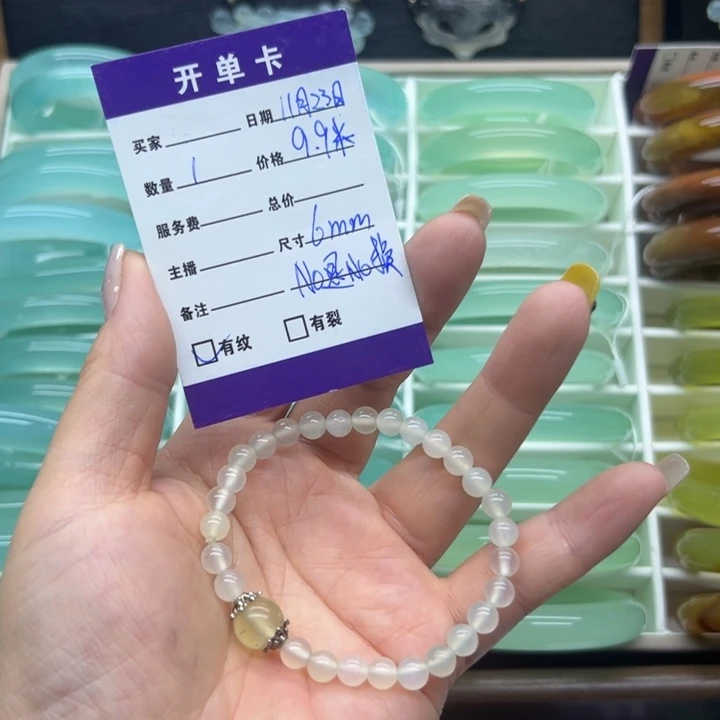 开单卡
买家 日期 11月23日
数量 1 价格 9.9米
服务费 总价
主播 尺寸 6mm
备注 No退No换
有纹 有裂